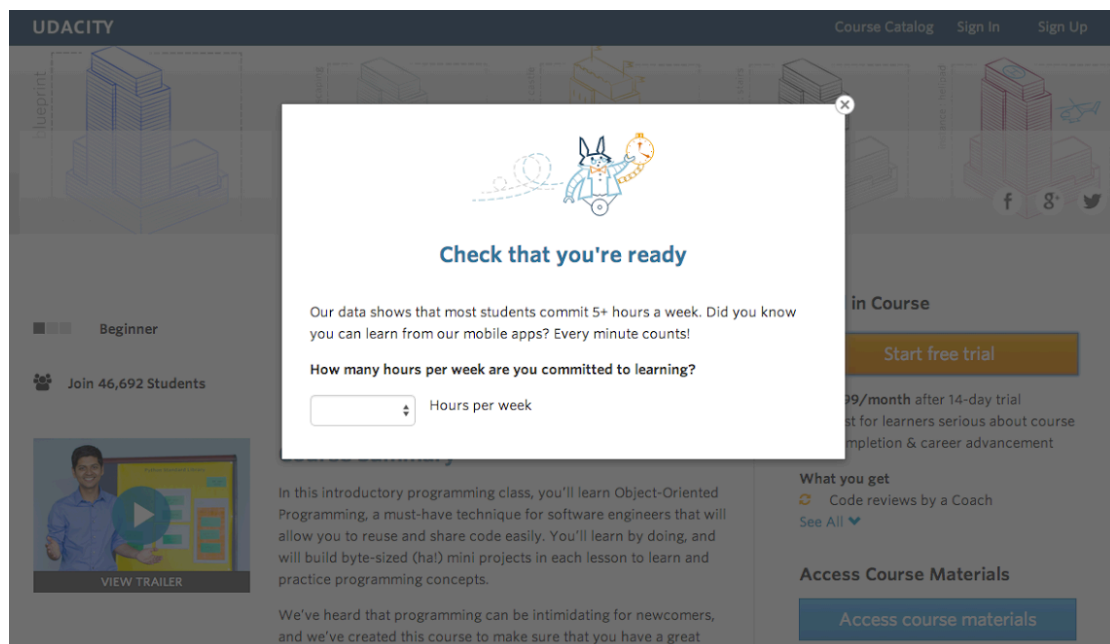 UDACITY
Course Catalog Sign In Sign Up
blueprint
Check that you're ready
Our data shows that most students commit 5+ hours a week. Did you know
you can learn from our mobile apps? Every minute counts!
How many hours per week are you committed to learning?
Hours per week
Beginner
Join 46,692 Students
VIEW TRAILER
Course Summary
In this introductory programming class, you'll learn Object-Oriented
Programming, a must-have technique for software engineers that will
allow you to reuse and share code easily. You'll learn by doing, and
will build byte-sized (ha!) mini projects in each lesson to learn and
practice programming concepts.
We've heard that programming can be intimidating for newcomers,
and we've created this course to make sure that you have a great
in Course
Start free trial
99/month after 14-day trial
for learners serious about course
& career advancement
What you get
Code reviews by a Coach
See All
Access Course Materials
Access course materials